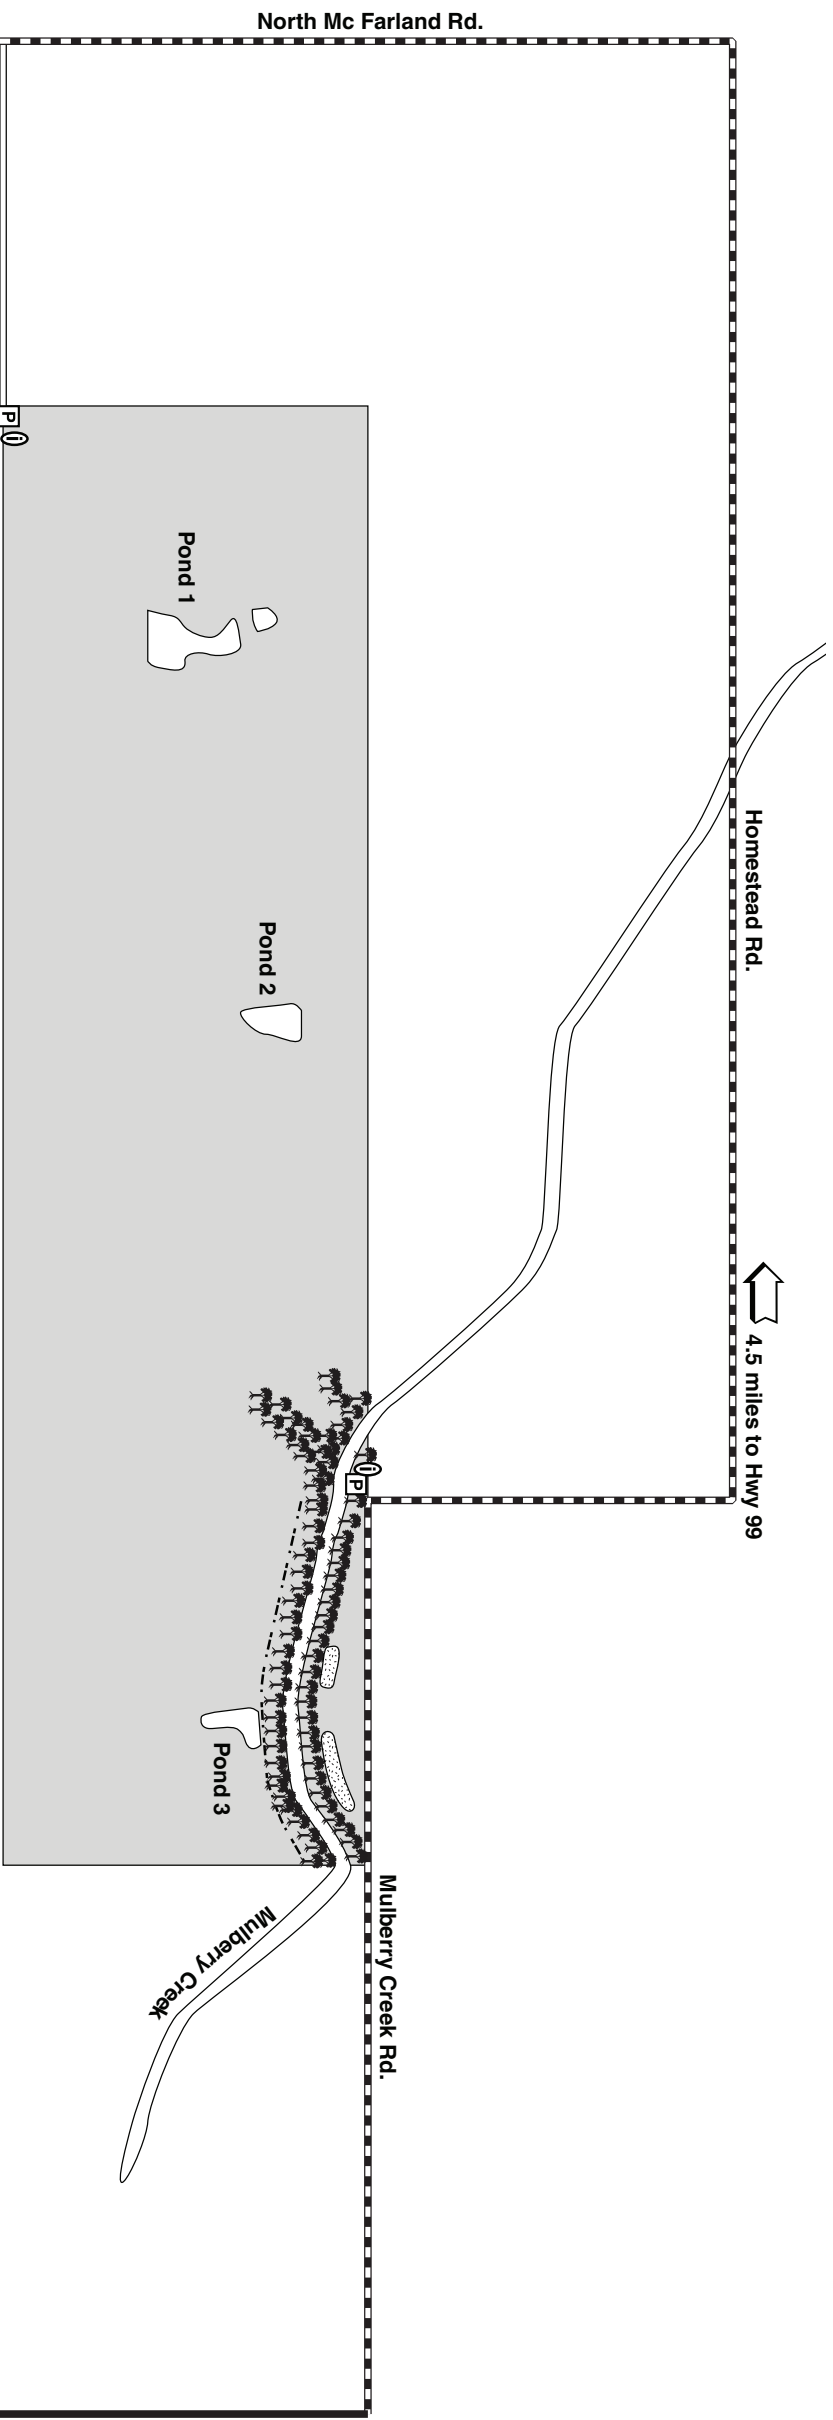 North Mc Farland Rd.
P
i
Pond 1
Homestead Rd.
Pond 2
4.5 miles to Hwy 99
i
P
Pond 3
Mulberry Creek Rd.
Mulberry Creek